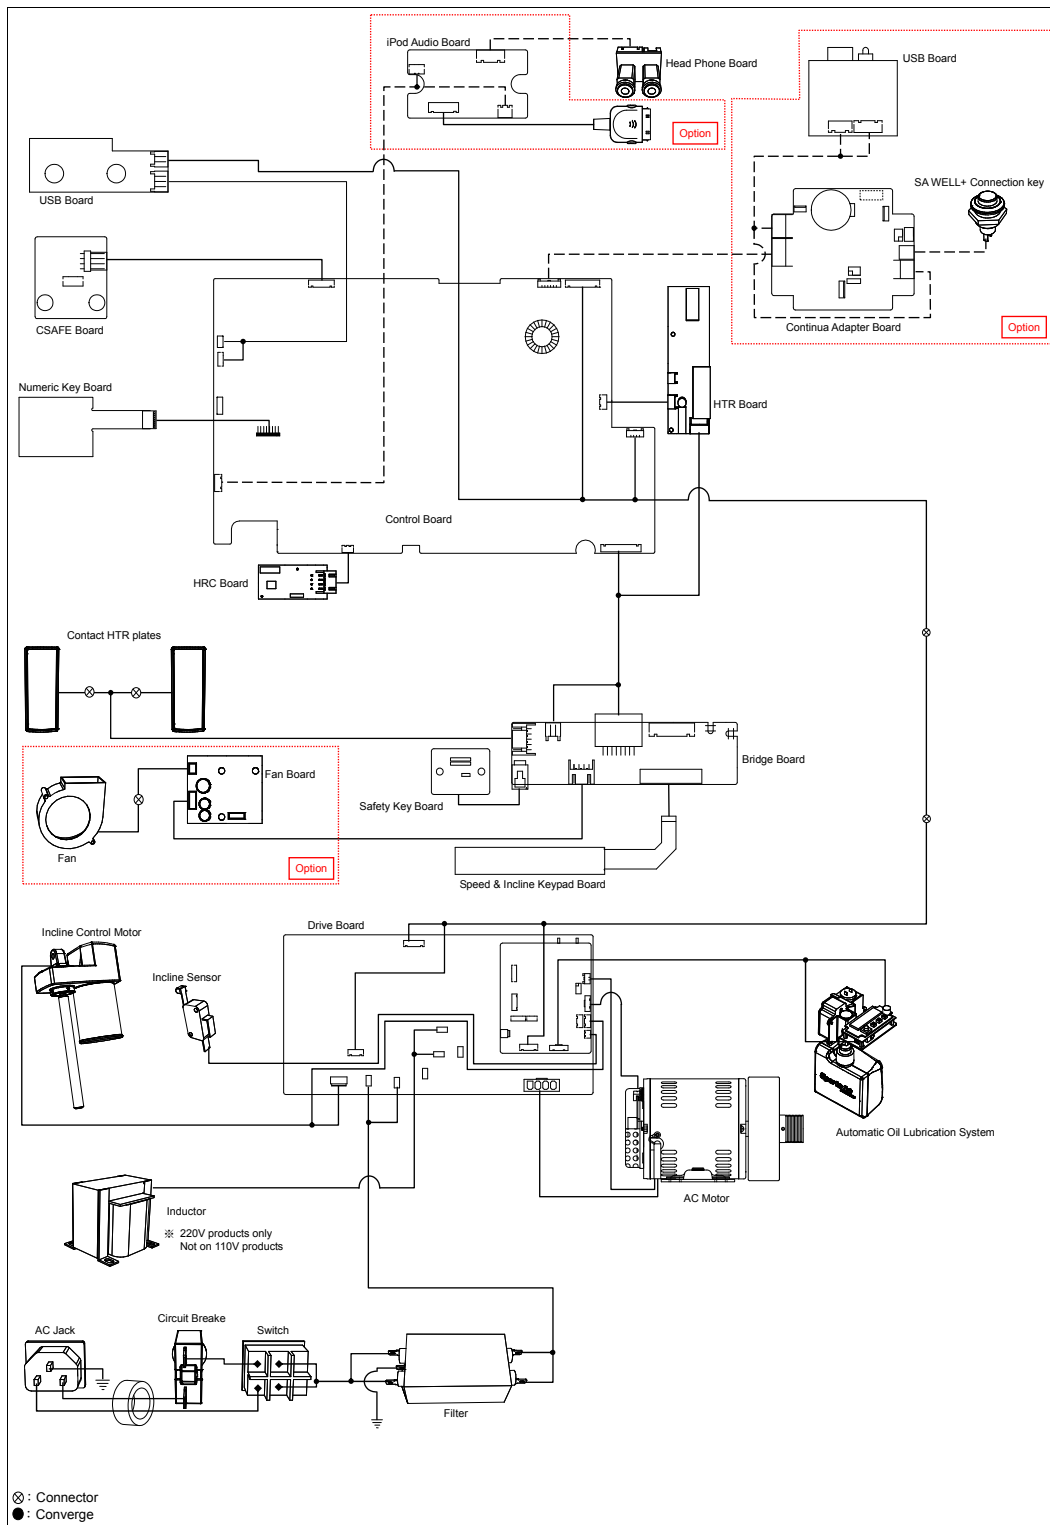 iPod Audio Board
Head Phone Board
Option
USB Board
SA WELL+ Connection key
Continua Adapter Board
Option
USB Board
CSAFE Board
Numeric Key Board
HTR Board
Control Board
HRC Board
Contact HTR plates
Bridge Board
Safety Key Board
Fan Board
Fan
Option
Speed & Incline Keypad Board
Drive Board
Incline Control Motor
Incline Sensor
Automatic Oil Lubrication System
AC Motor
Inductor
※ 220V products only
Not on 110V products
Circuit Breake
AC Jack
Switch
Filter
: Connector
: Converge